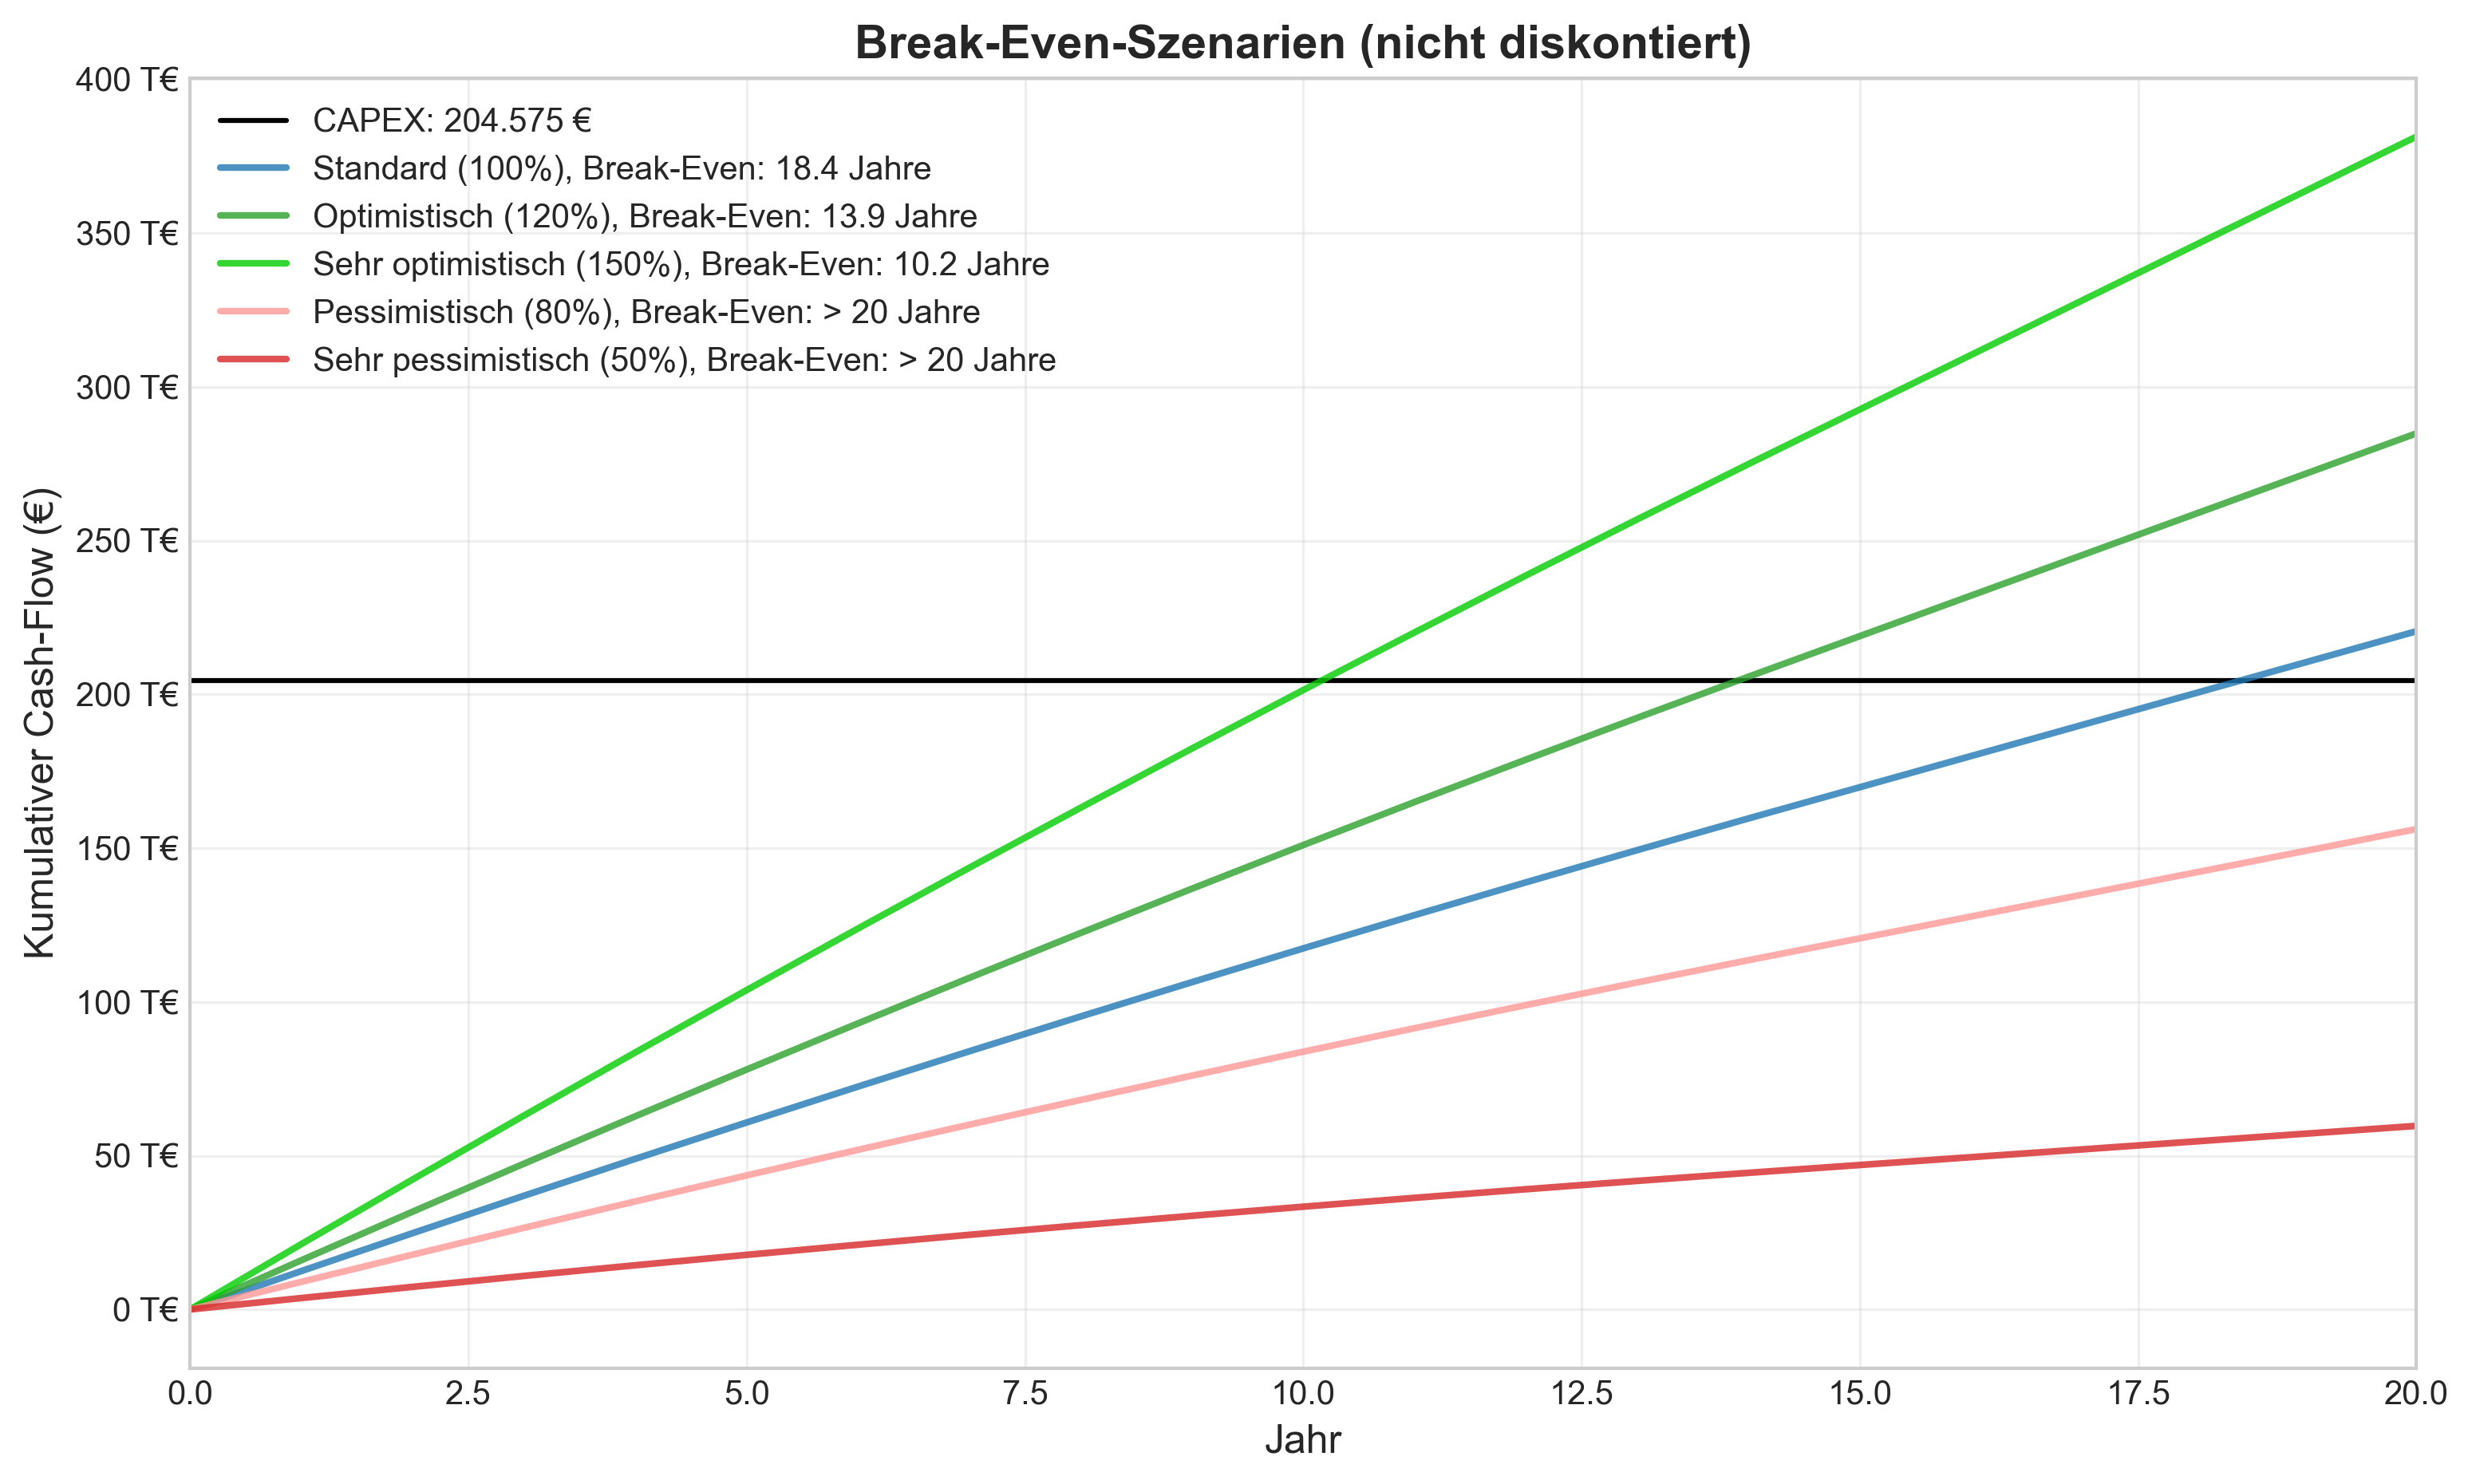 Break-Even-Szenarien (nicht diskontiert)
400 T€
350 T€
300 T€
250 T€
200 T€
150 T€
100 T€
50 T€
0 T€
Kumulativer Cash-Flow (€)
CAPEX: 204.575 €
Standard (100%), Break-Even: 18.4 Jahre
Optimistisch (120%), Break-Even: 13.9 Jahre
Sehr optimistisch (150%), Break-Even: 10.2 Jahre
Pessimistisch (80%), Break-Even: > 20 Jahre
Sehr pessimistisch (50%), Break-Even: > 20 Jahre
0.0 2.5 5.0 7.5 10.0 12.5 15.0 17.5 20.0
Jahr